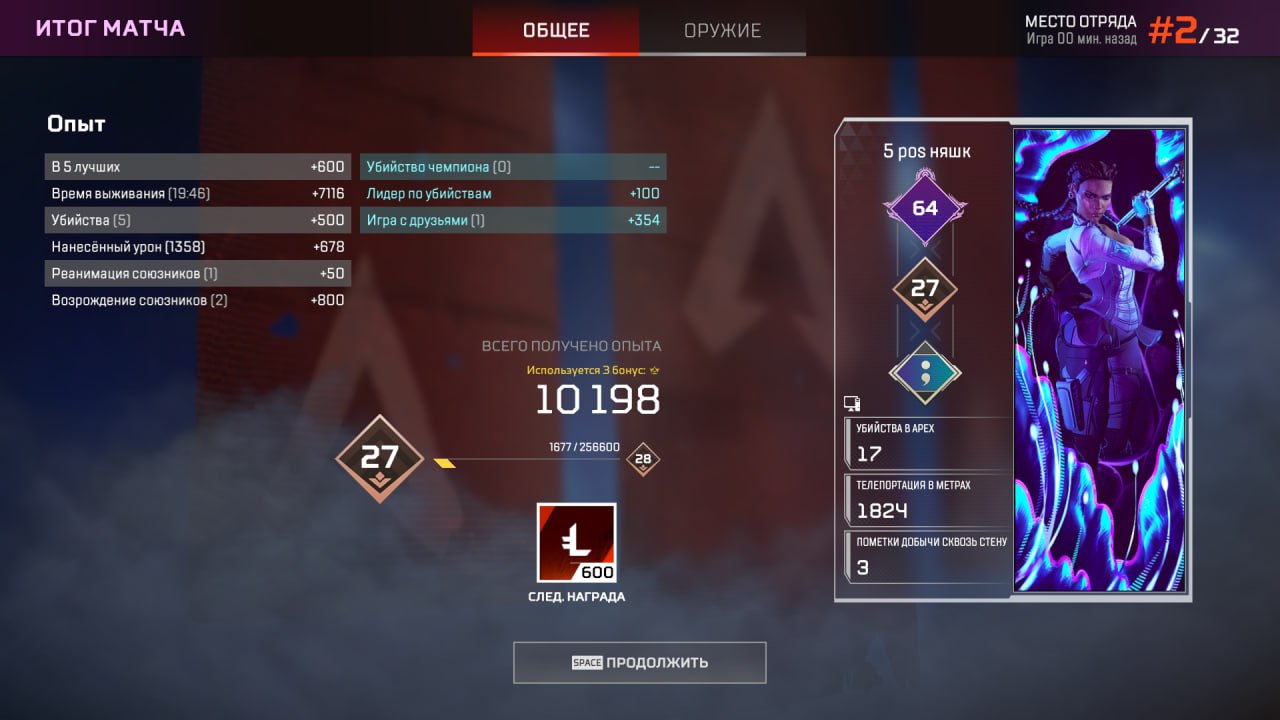 ИТОГ МАТЧА
ОБЩЕЕ
ОРУЖИЕ
МЕСТО ОТРЯДА
Игра 00 мин. назад
#2/32
Опыт
В 5 лучших +600
Время выживания (19:46) +7116
Убийства (5) +500
Нанесённый урон (1358) +678
Реанимация союзников (1) +50
Возрождение союзников (2) +800
Убийство чемпиона (0) --
Лидер по убийствам +100
Игра с друзьями (1) +354
ВСЕГО ПОЛУЧЕНО ОПЫТА
Используется 3 бонус:
10 198
1677/256600
27
28
600
СЛЕД. НАГРАДА
5 pos няшк
64
27
;
УБИЙСТВА В APEX
17
ТЕЛЕПОРТАЦИЯ В МЕТРАХ
1824
ПОМЕТКИ ДОБЫЧИ СКВОЗЬ СТЕНУ
3
SPACE ПРОДОЛЖИТЬ